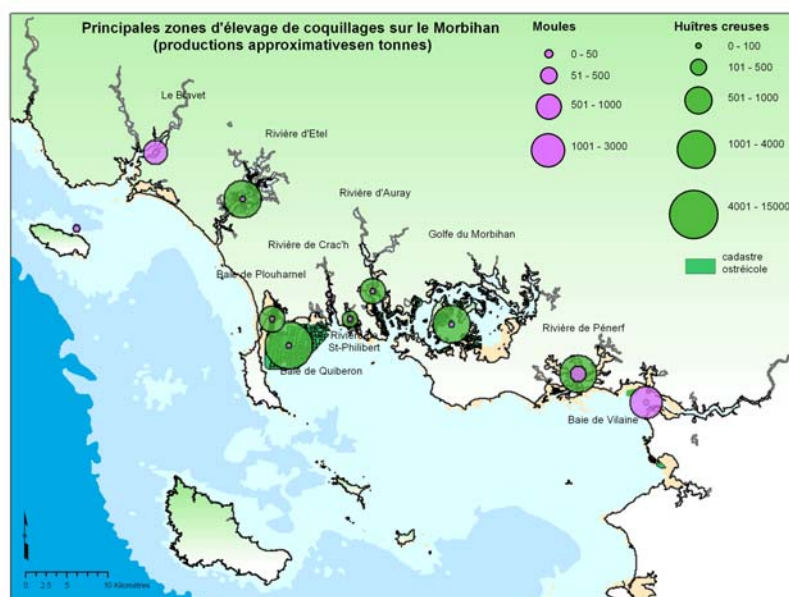 Principales zones d'élevage de coquillages sur le Morbihan
(productions approximativesen tonnes)
Moules
0 - 50
51 - 500
501 - 1000
1001 - 3000
Huîtres creuses
0 - 100
101 - 500
501 - 1000
1001 - 4000
4001 - 15000
cadastre
ostréicole
Le Blavet
Rivière d'Etel
Rivière d'Auray
Rivière de Crac'h
Golfe du Morbihan
Baie de Plouharnel
Rivière de
St-Philibert
Rivière de Pénerf
Baie de Quiberon
Baie de Vilaine
0 2.5 5 10 Kilomètres